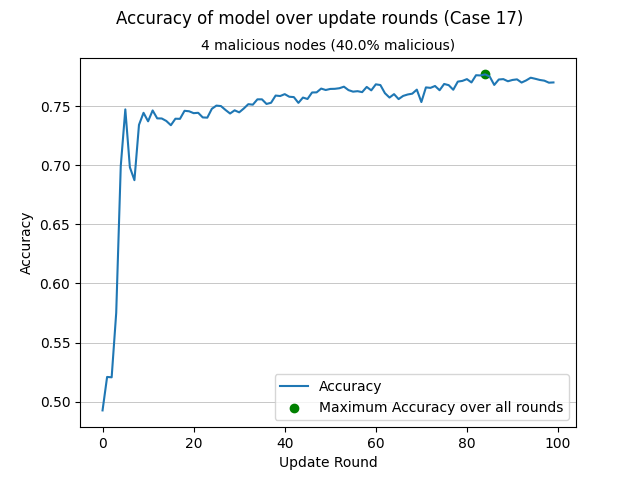 Accuracy of model over update rounds (Case 17)
4 malicious nodes (40.0% malicious)
Accuracy
0.75
0.70
0.65
0.60
0.55
0.50
0
20
40
60
80
100
Update Round
Accuracy
Maximum Accuracy over all rounds